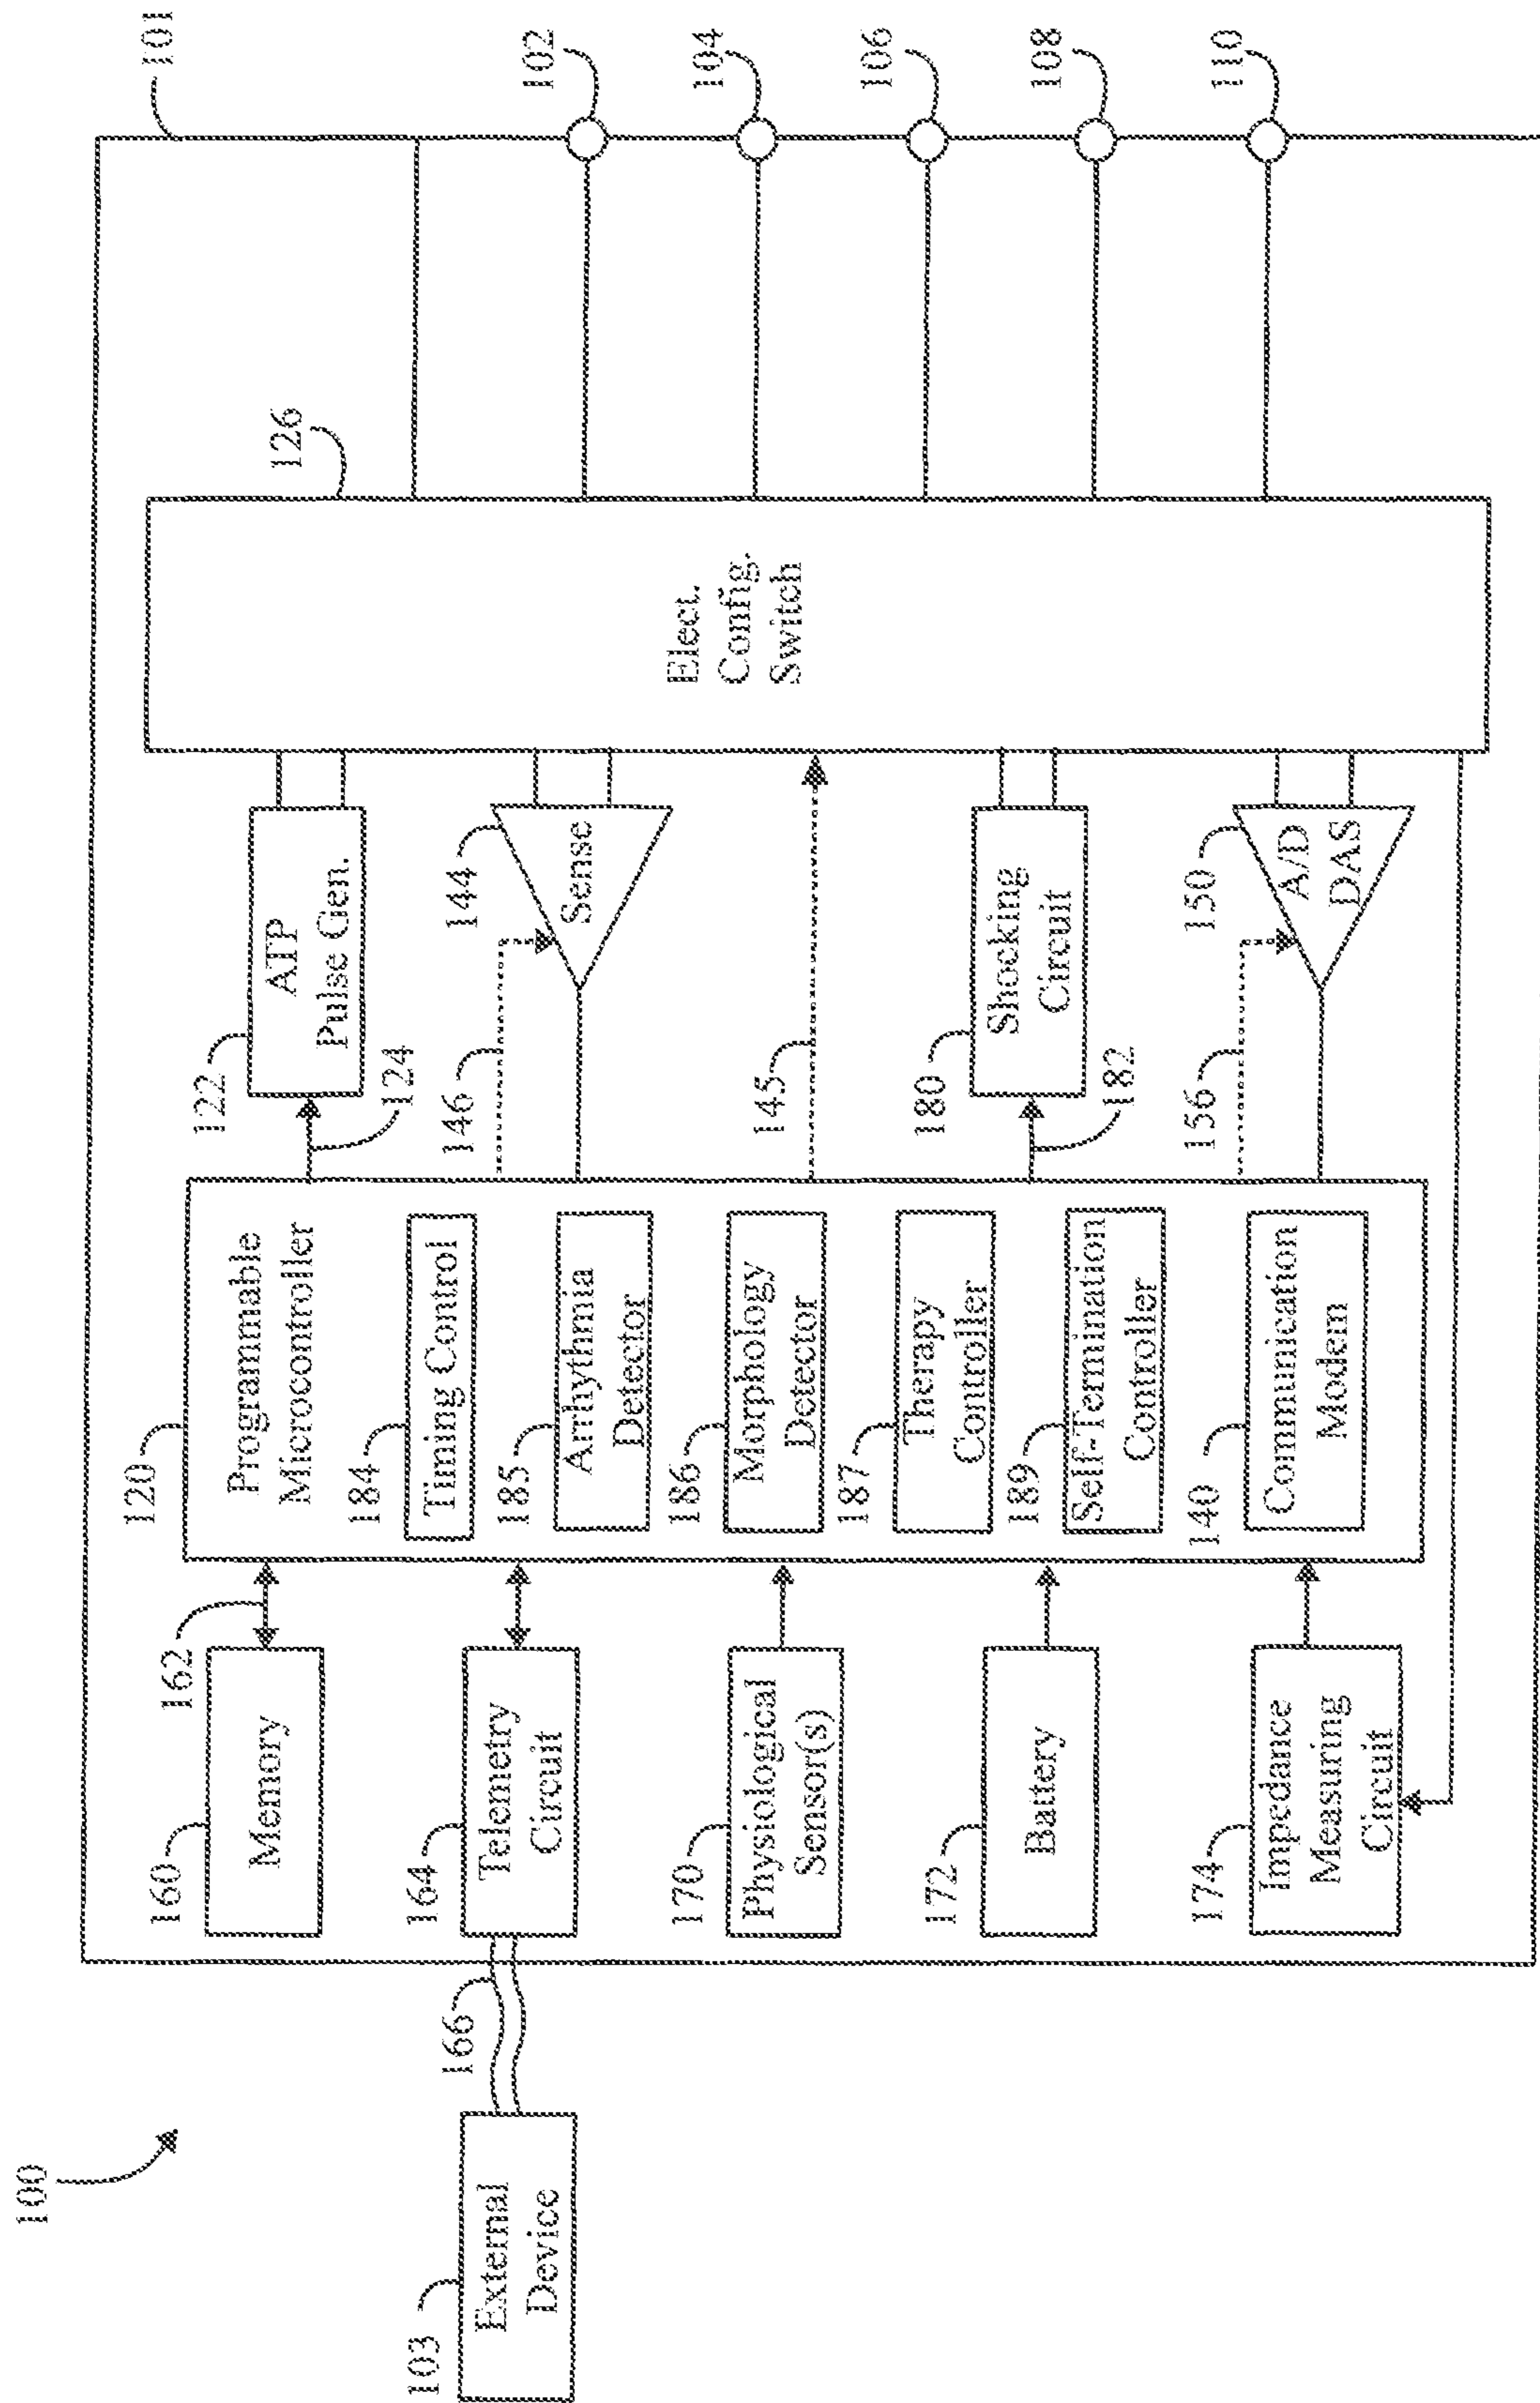 100
101
103
External
Device
166
160
Memory
162
164
Telemetry
Circuit
170
Physiological
Sensor(s)
172
Battery
174
Impedance
Measuring
Circuit
120
Programmable
Microcontroller
184
Timing Control
185
Arrhythmia
Detector
186
Morphology
Detector
187
Therapy
Controller
189
Self-Termination
Controller
140
Communication
Modem
122
ATP
Pulse Gen.
124
144
Sense
146
145
180
Shocking
Circuit
182
150
A/D
DAS
156
126
Elect.
Config.
Switch
102
104
106
108
110